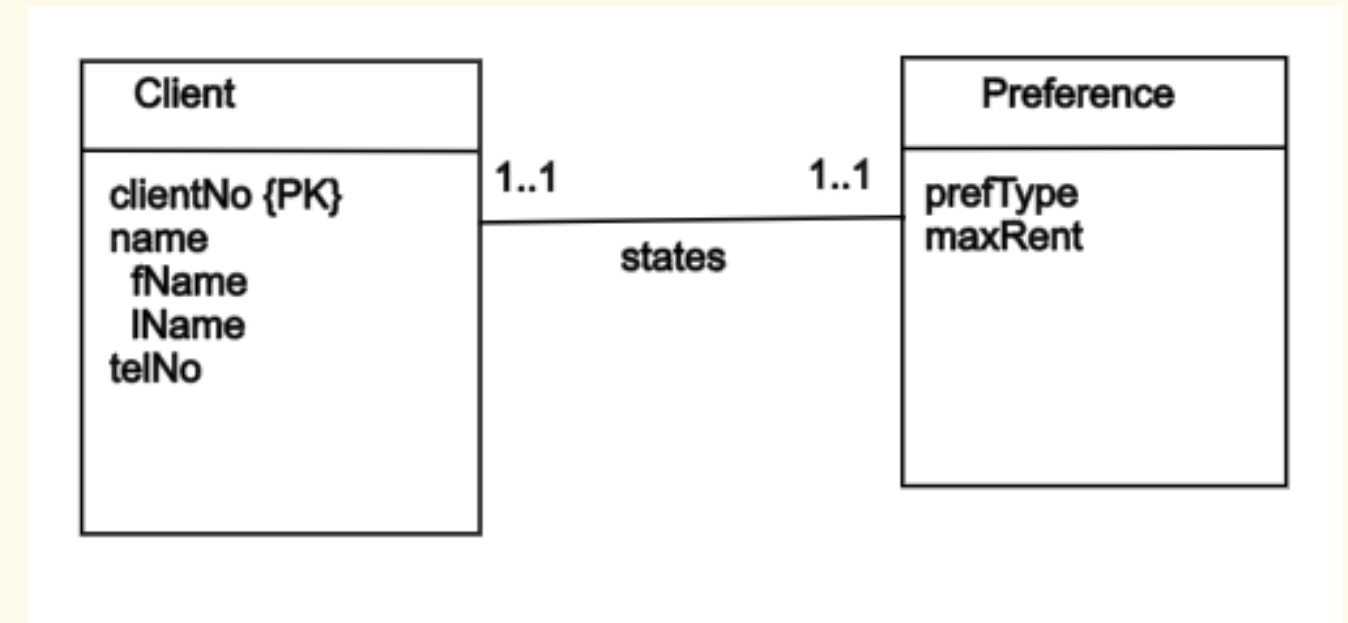 Client
clientNo {PK}
name
fName
lName
telNo
1..1
1..1
states
Preference
prefType
maxRent